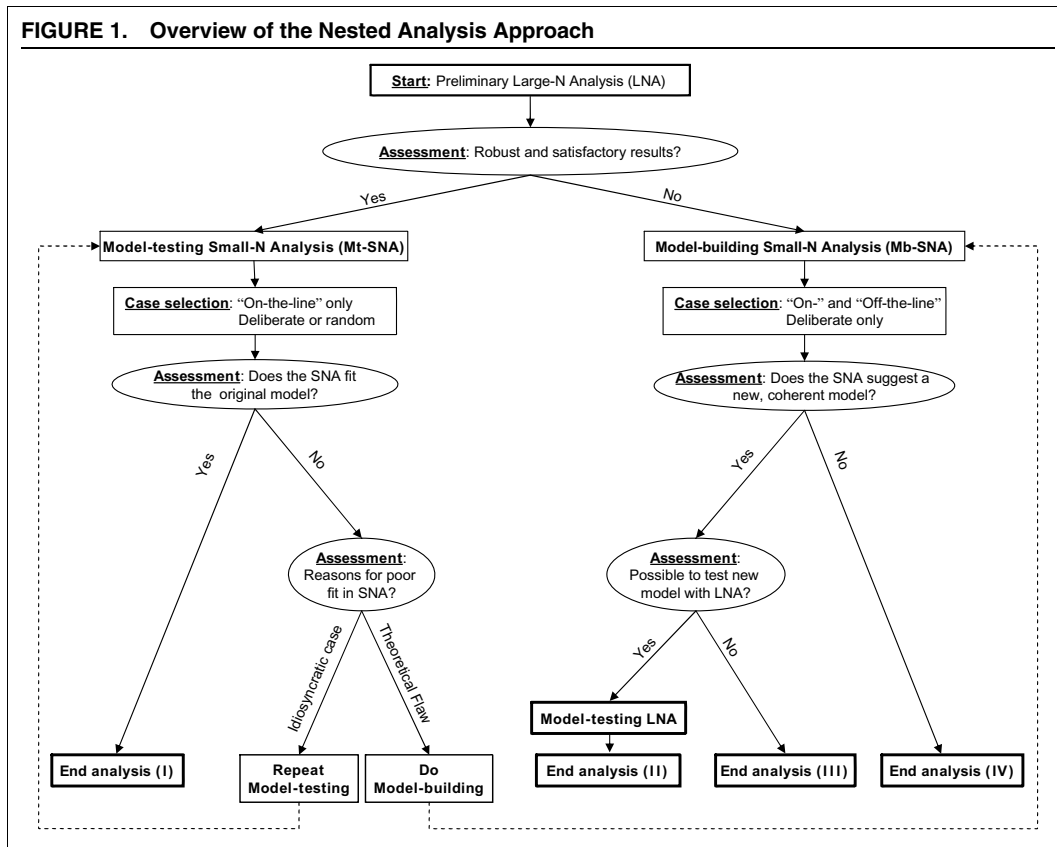 FIGURE 1. Overview of the Nested Analysis Approach
Start: Preliminary Large-N Analysis (LNA)
Assessment: Robust and satisfactory results?
Yes
No
Model-testing Small-N Analysis (Mt-SNA)
Model-building Small-N Analysis (Mb-SNA)
Case selection: “On-the-line” only
Deliberate or random
Case selection: “On-” and “Off-the-line”
Deliberate only
Assessment: Does the SNA fit
the original model?
Assessment: Does the SNA suggest a
new, coherent model?
Yes
No
Yes
No
Assessment:
Reasons for poor
fit in SNA?
Assessment:
Possible to test new
model with LNA?
Idiosyncratic case
Theoretical Flaw
Yes
No
Model-testing LNA
End analysis (I)
Repeat
Model-testing
Do
Model-building
End analysis (II)
End analysis (III)
End analysis (IV)